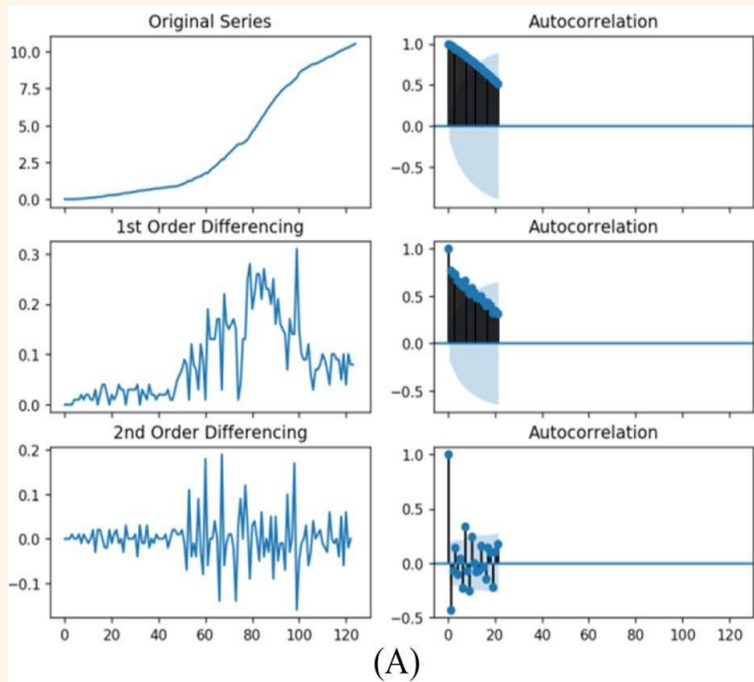 Original Series
Autocorrelation
10.0
7.5
5.0
2.5
0.0
1.0
0.5
0.0
−0.5
1st Order Differencing
Autocorrelation
0.3
0.2
0.1
0.0
1.0
0.5
0.0
−0.5
2nd Order Differencing
Autocorrelation
0.2
0.1
0.0
−0.1
1.0
0.5
0.0
−0.5
0 20 40 60 80 100 120
0 20 40 60 80 100 120
(A)